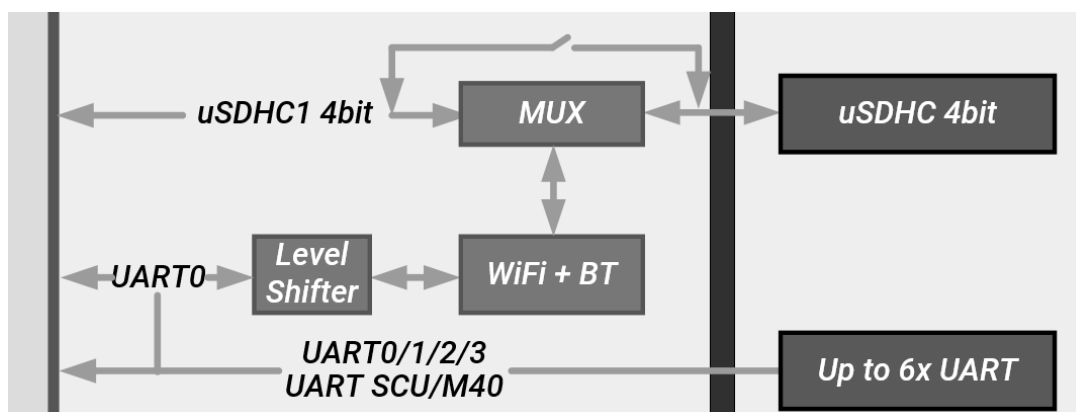 uSDHC1 4bit
MUX
uSDHC 4bit
UART0
Level
Shifter
WiFi + BT
UART0/1/2/3
UART SCU/M40
Up to 6x UART